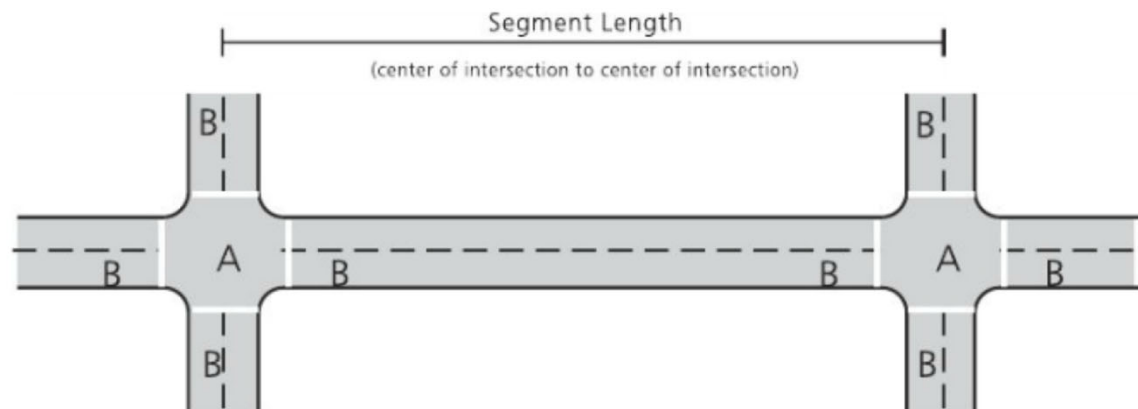 Segment Length
(center of intersection to center of intersection)
B B
A A
B B B B
B B